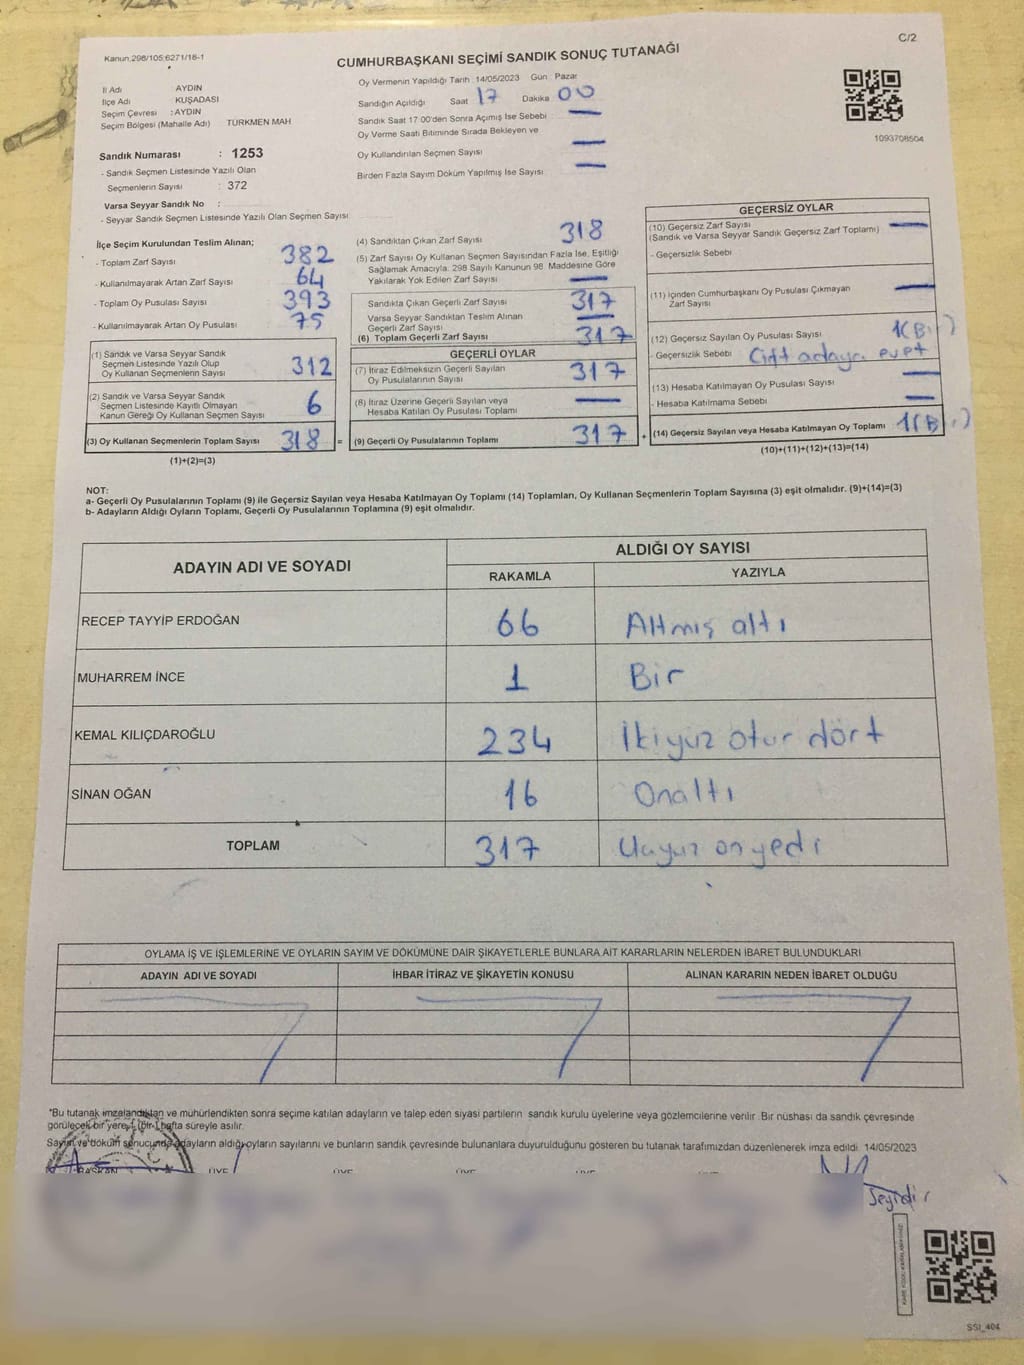 C/2
Kanun.298/105:6271/18-1
CUMHURBAŞKANI SEÇİMİ SANDIK SONUÇ TUTANAĞI
İl Adı AYDIN
İlçe Adı KUŞADASI
Seçim Çevresi :AYDIN
Seçim Bölgesi (Mahalle Adı) TÜRKMEN MAH
Sandık Numarası : 1253
- Sandık Seçmen Listesinde Yazılı Olan
Seçmenlerin Sayısı : 372
Varsa Seyyar Sandık No :
- Seyyar Sandık Seçmen Listesinde Yazılı Olan Seçmen Sayısı
Oy Vermenin Yapıldığı Tarih : 14/05/2023 Gün : Pazar
Sandığın Açıldığı Saat 17 Dakika 00
Sandık Saat 17 00'den Sonra Açımış İse Sebebi —
Oy Verme Saati Bitiminde Sırada Bekleyen ve
Oy Kullandırılan Seçmen Sayısı —
Birden Fazla Sayım Döküm Yapılmış İse Sayısı —
1093708504
İlçe Seçim Kurulundan Teslim Alınan;
- Toplam Zarf Sayısı 382
- Kullanılmayarak Artan Zarf Sayısı 64
- Toplam Oy Pusulası Sayısı 393
- Kullanılmayarak Artan Oy Pusulası 75
(1) Sandık ve Varsa Seyyar Sandık
Seçmen Listesinde Yazılı Olup
Oy Kullanan Seçmenlerin Sayısı 312
(2) Sandık ve Varsa Seyyar Sandık
Seçmen Listesinde Kayıtlı Olmayan
Kanun Gereği Oy Kullanan Seçmen Sayısı 6
(3) Oy Kullanan Seçmenlerin Toplam Sayısı 318 =
(1)+(2)=(3)
(4) Sandıktan Çıkan Zarf Sayısı 318
(5) Zarf Sayısı Oy Kullanan Seçmen Sayısından Fazla İse, Eşitliği
Sağlamak Amacıyla: 298 Sayılı Kanunun 98. Maddesine Göre
Yakılarak Yok Edilen Zarf Sayısı —
Sandıkta Çıkan Geçerli Zarf Sayısı 317
Varsa Seyyar Sandıktan Teslim Alınan
Geçerli Zarf Sayısı —
(6) Toplam Geçerli Zarf Sayısı 317
GEÇERLİ OYLAR
(7) İtiraz Edilmeksizin Geçerli Sayılan
Oy Pusulalarının Sayısı 317
(8) İtiraz Üzerine Geçerli Sayılan veya
Hesaba Katılan Oy Pusulası Toplamı —
(9) Geçerli Oy Pusulalarının Toplamı 317 +
GEÇERSİZ OYLAR
(10) Geçersiz Zarf Sayısı —
(Sandık ve Varsa Seyyar Sandık Geçersiz Zarf Toplamı)
- Geçersizlik Sebebi
(11) İçinden Cumhurbaşkanı Oy Pusulası Çıkmayan —
Zarf Sayısı
(12) Geçersiz Sayılan Oy Pusulası Sayısı 1(Bir)
- Geçersizlik Sebebi Çift adaya evet
(13) Hesaba Katılmayan Oy Pusulası Sayısı —
- Hesaba Katılmama Sebebi —
(14) Geçersiz Sayılan veya Hesaba Katılmayan Oy Toplamı 1(Bir)
(10)+(11)+(12)+(13)=(14)
NOT:
a- Geçerli Oy Pusulalarının Toplamı (9) ile Geçersiz Sayılan veya Hesaba Katılmayan Oy Toplamı (14) Toplamları, Oy Kullanan Seçmenlerin Toplam Sayısına (3) eşit olmalıdır. (9)+(14)=(3)
b- Adayların Aldığı Oyların Toplamı, Geçerli Oy Pusulalarının Toplamına (9) eşit olmalıdır.
ADAYIN ADI VE SOYADI ALDIĞI OY SAYISI
RAKAMLA YAZIYLA
RECEP TAYYİP ERDOĞAN 66 Altmış altı
MUHARREM İNCE 1 Bir
KEMAL KILIÇDAROĞLU 234 İkiyüz otur dört
SİNAN OĞAN 16 Onaltı
TOPLAM 317 Üçyüz onyedi
OYLAMA İŞ VE İŞLEMLERİNE VE OYLARIN SAYIM VE DÖKÜMÜNE DAİR ŞİKAYETLERLE BUNLARA AİT KARARLARIN NELERDEN İBARET BULUNDUKLARI
ADAYIN ADI VE SOYADI İHBAR İTİRAZ VE ŞİKAYETİN KONUSU ALINAN KARARIN NEDEN İBARET OLDUĞU
*Bu tutanak imzalandıktan ve mühürlendikten sonra seçime katılan adayların ve talep eden siyasi partilerin sandık kurulu üyelerine veya gözlemcilerine verilir. Bir nüshası da sandık çevresinde
görülecek bir yere 1 (bir) hafta süreyle asılır.
Sayım ve döküm sonucunda adayların aldığı oyların sayılarını ve bunların sandık çevresinde bulunanlara duyurulduğunu gösteren bu tutanak tarafımızdan düzenlenerek imza edildi 14/05/2023
BAŞKAN ÜYE ÜYE ÜYE ÜYE
SSI_404